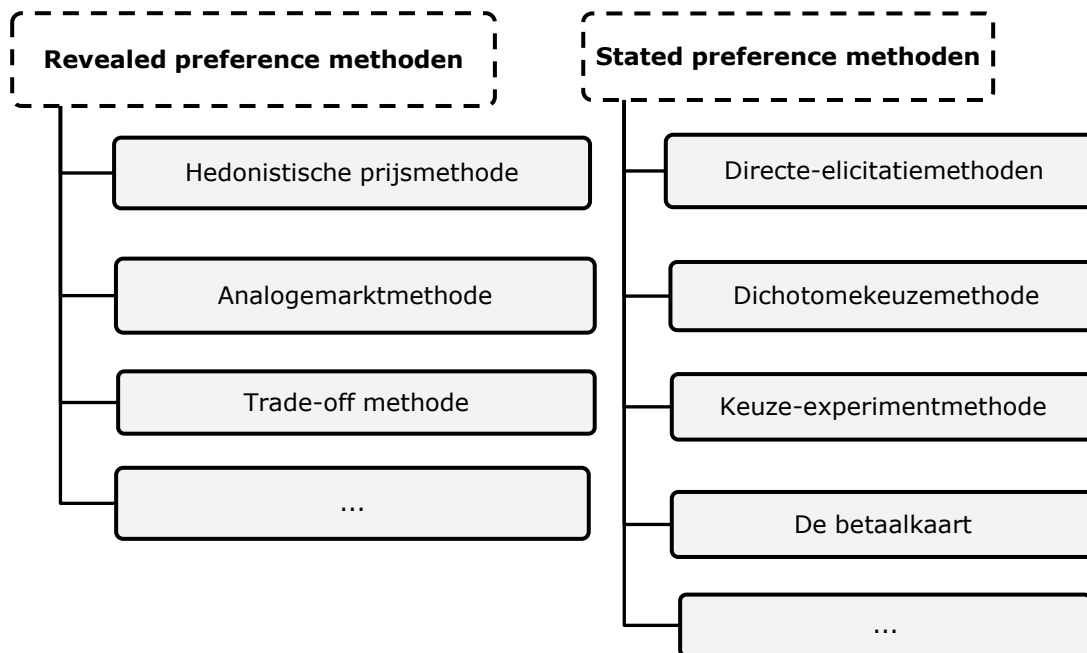 Revealed preference methoden
Hedonistische prijsmethode
Analogemarktmethode
Trade-off methode
...
Stated preference methoden
Directe-elicitatiemethoden
Dichotomekeuzemethode
Keuze-experimentmethode
De betaalkaart
...